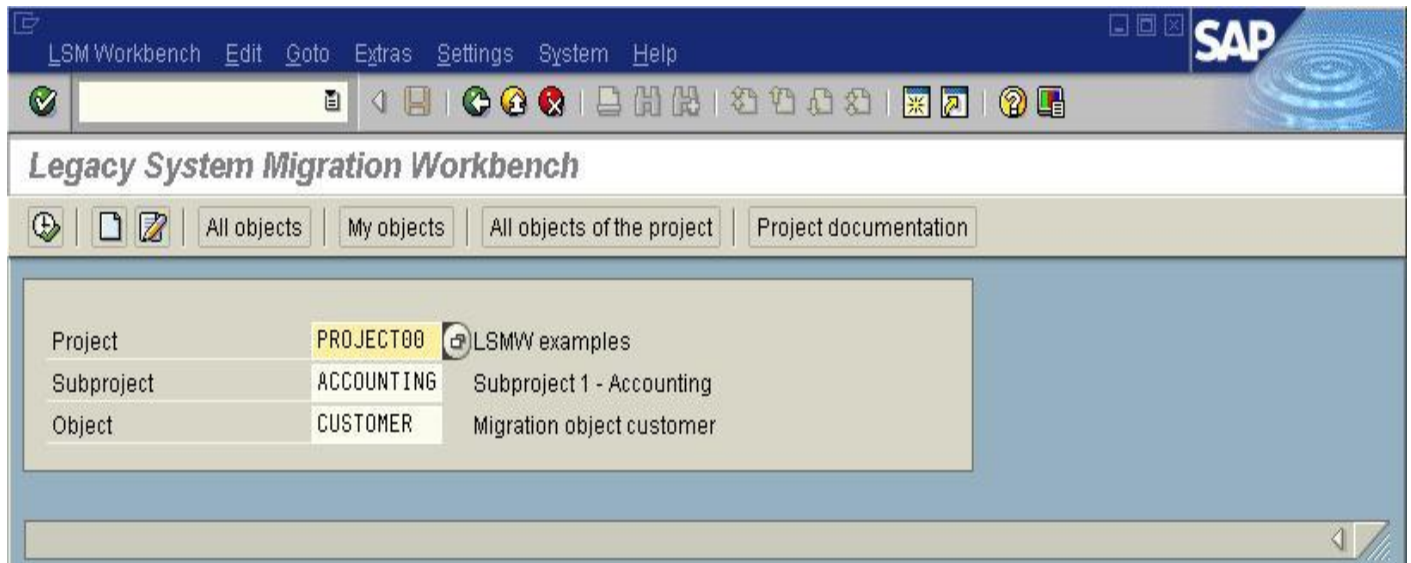 LSM Workbench Edit Goto Extras Settings System Help
SAP
Legacy System Migration Workbench
All objects My objects All objects of the project Project documentation
Project PROJECT00 LSMW examples
Subproject ACCOUNTING Subproject 1 - Accounting
Object CUSTOMER Migration object customer